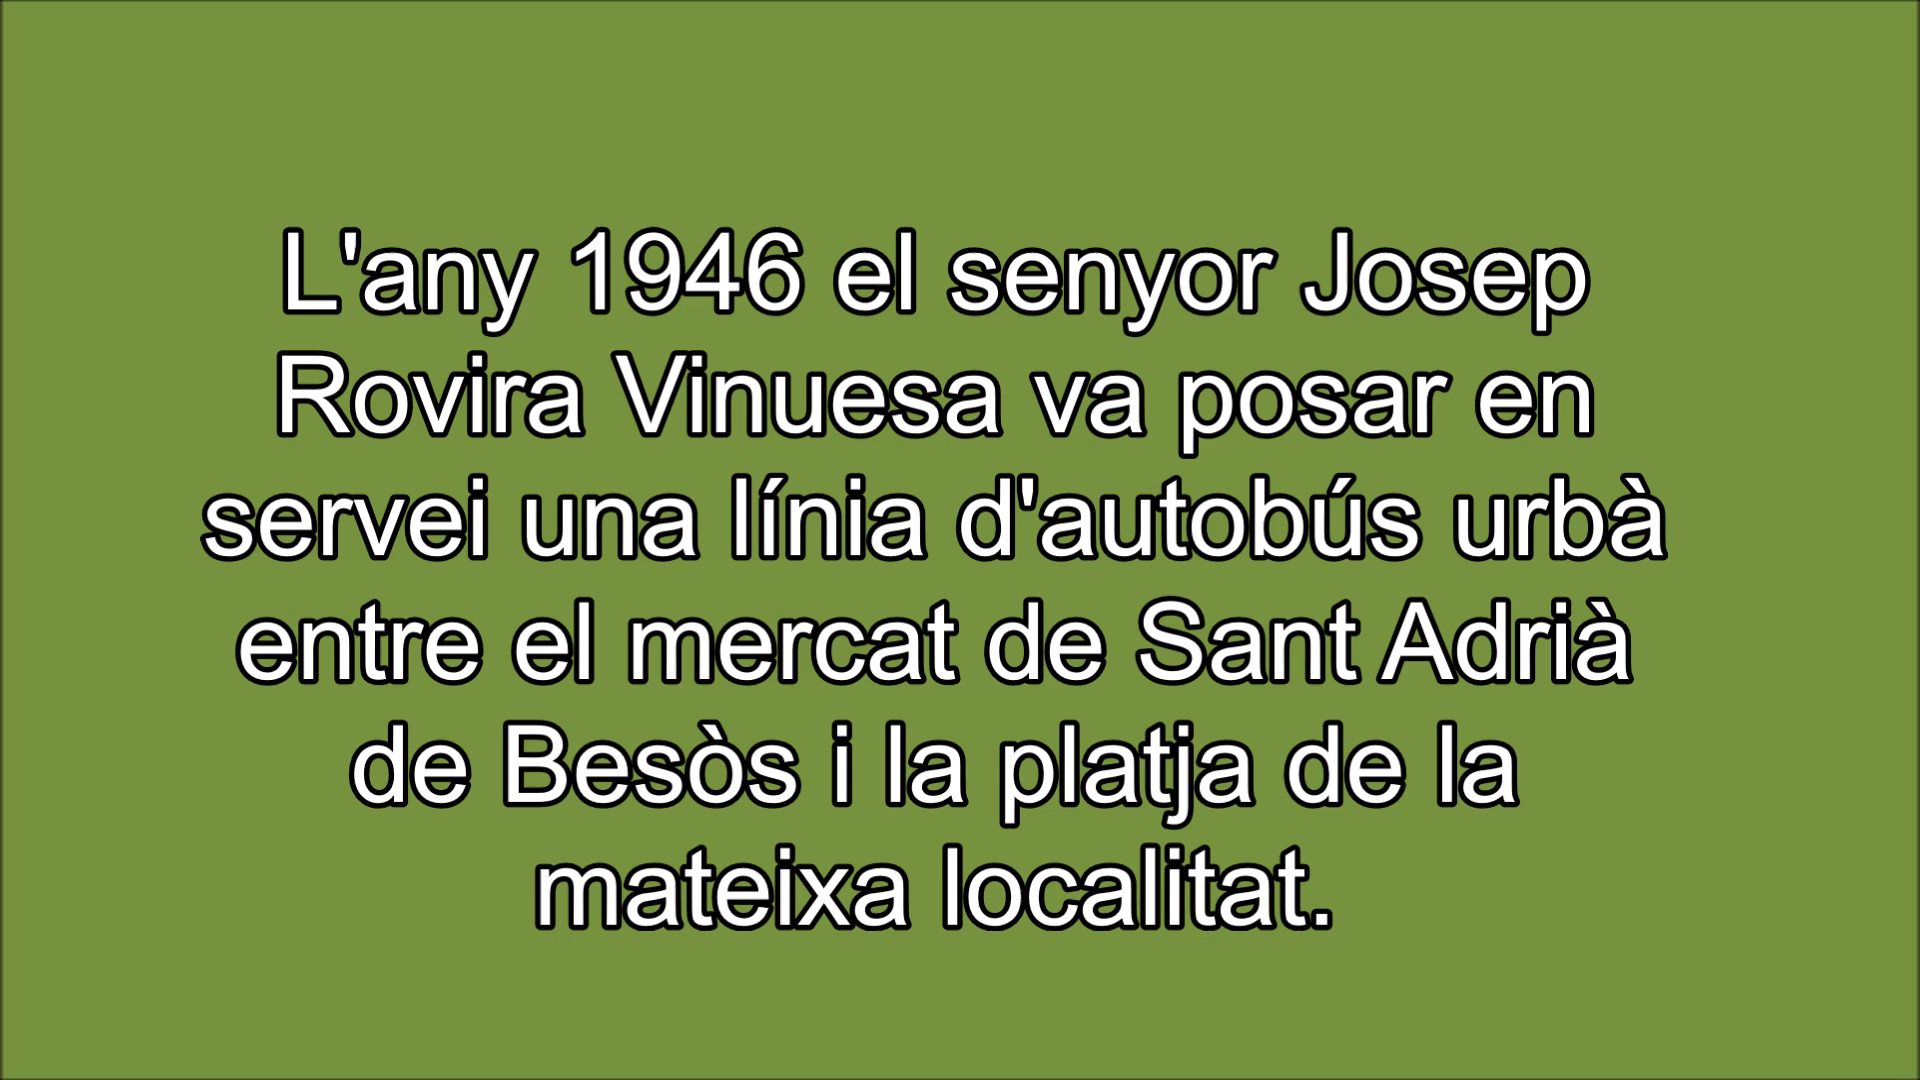 L'any 1946 el senyor Josep
Rovira Vinuesa va posar en
servei una línia d'autobús urbà
entre el mercat de Sant Adrià
de Besòs i la platja de la
mateixa localitat.